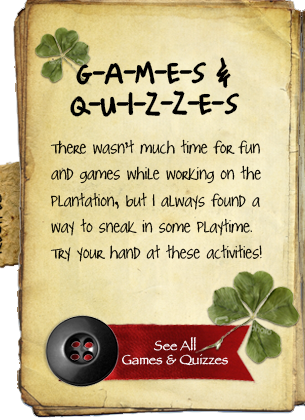 G-A-M-E-S &
Q-U-I-Z-Z-E-S
There wasn't much time for fun
and games while working on the
Plantation, but I always found a
way to sneak in some playtime.
Try your hand at these activities!
See All
Games & Quizzes